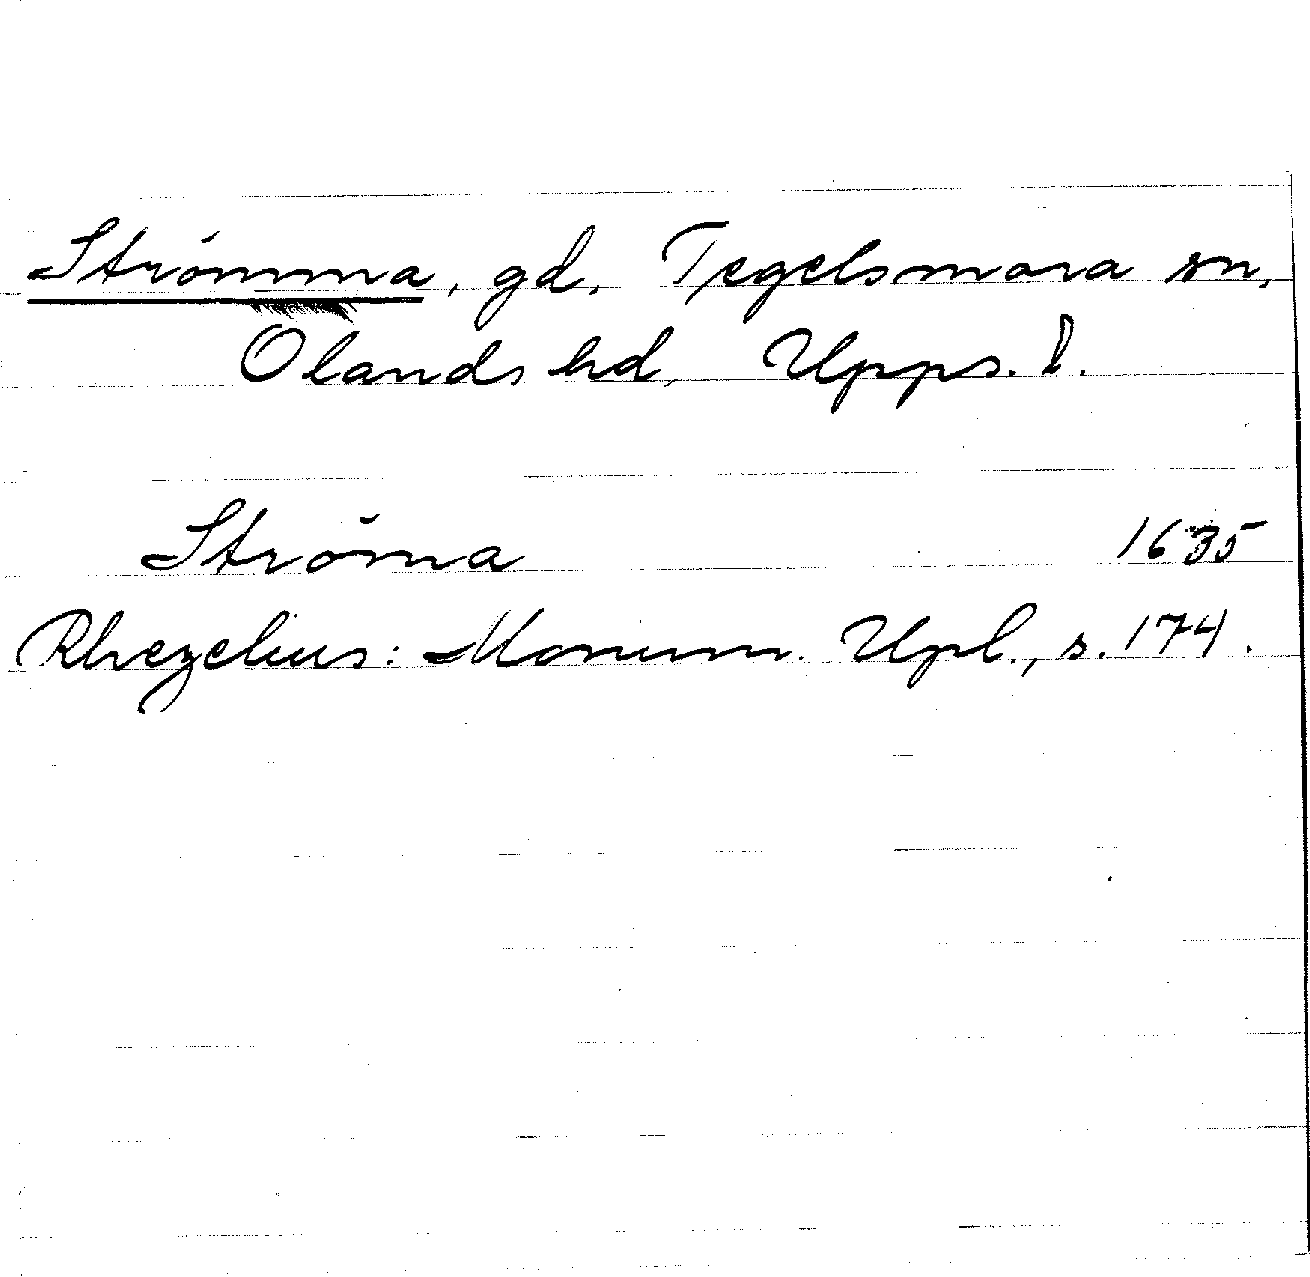 Strömma, gd, Tegelsmora sn,
Olands hd, Upps. l.
Ströma 1635
Rhezelius: Monum. Upl., s. 174.